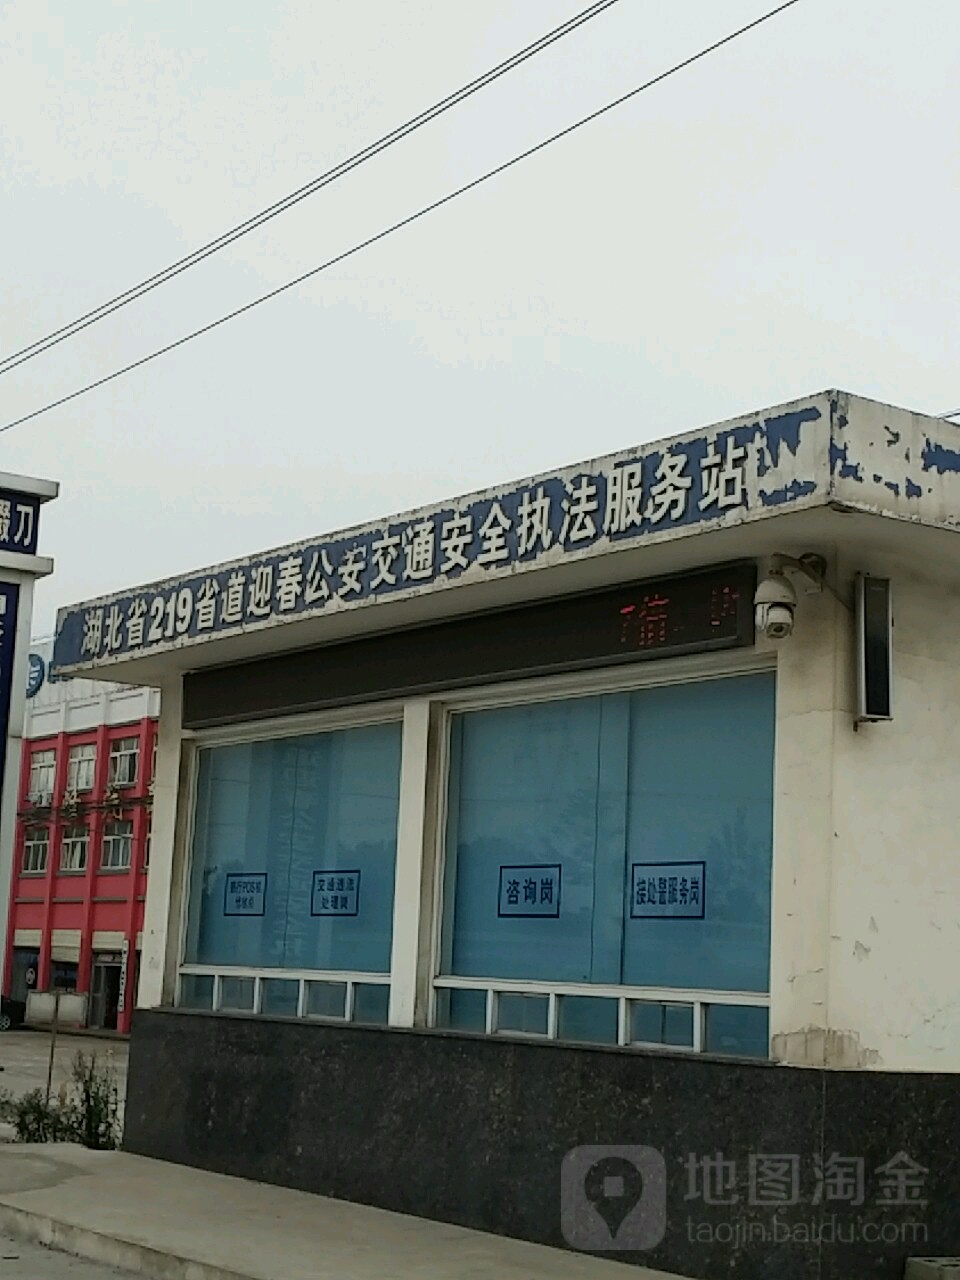 湖北省219省道迎春公安交通安全执法服务站
掇刀
交通违法
处理岗
咨询岗
接处警服务岗
地图淘金
taojin.baidu.com